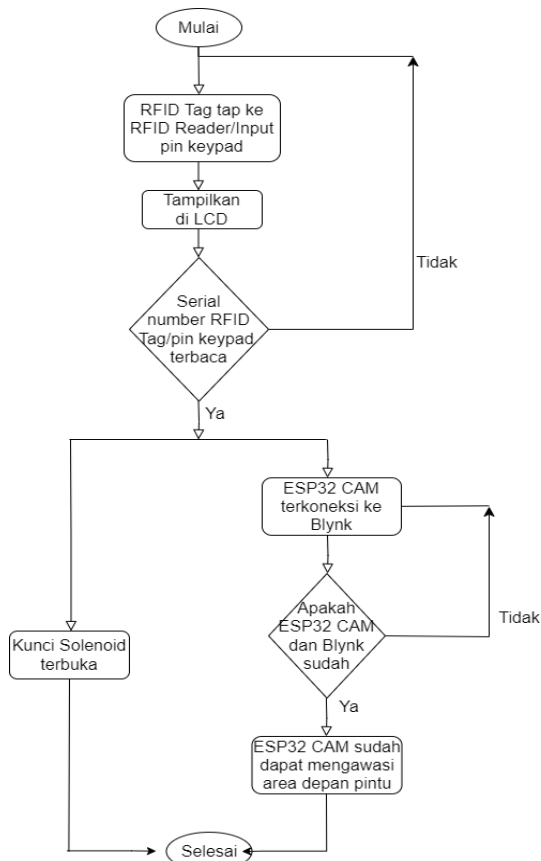 Mulai
RFID Tag tap ke
RFID Reader/Input
pin keypad
Tampilkan
di LCD
Tidak
Serial
number RFID
Tag/pin keypad
terbaca
Ya
ESP32 CAM
terkoneksi ke
Blynk
Apakah
ESP32 CAM
dan Blynk
sudah
Tidak
Kunci Solenoid
terbuka
Ya
ESP32 CAM sudah
dapat mengawasi
area depan pintu
Selesai